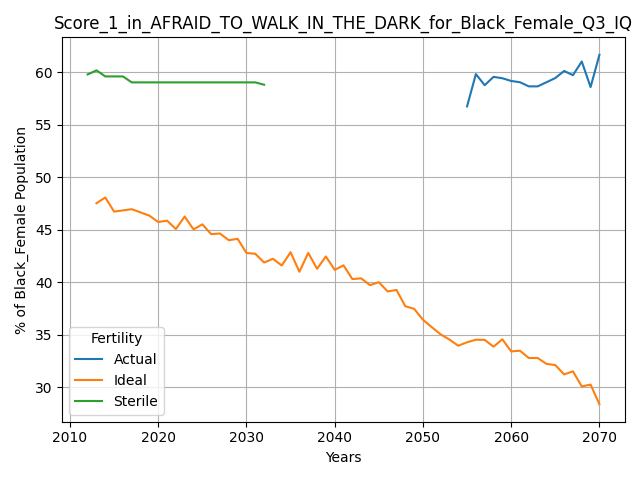 Score_1_in_AFRAID_TO_WALK_IN_THE_DARK_for_Black_Female_Q3_IQ
% of Black_Female Population
60
55
50
45
40
35
30
Fertility
Actual
Ideal
Sterile
2010
2020
2030
2040
2050
2060
2070
Years